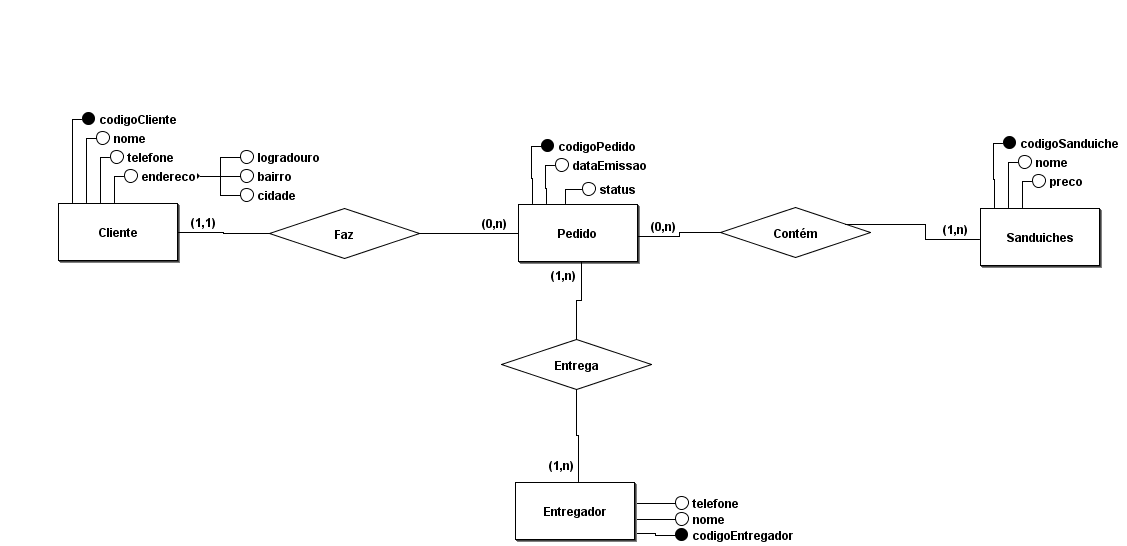 codigoCliente
nome
telefone
endereco
logradouro
bairro
cidade
Cliente
(1,1)
Faz
(0,n)
codigoPedido
dataEmissao
status
Pedido
(0,n)
Contém
(1,n)
codigoSanduiche
nome
preco
Sanduiches
(1,n)
Entrega
(1,n)
Entregador
telefone
nome
codigoEntregador